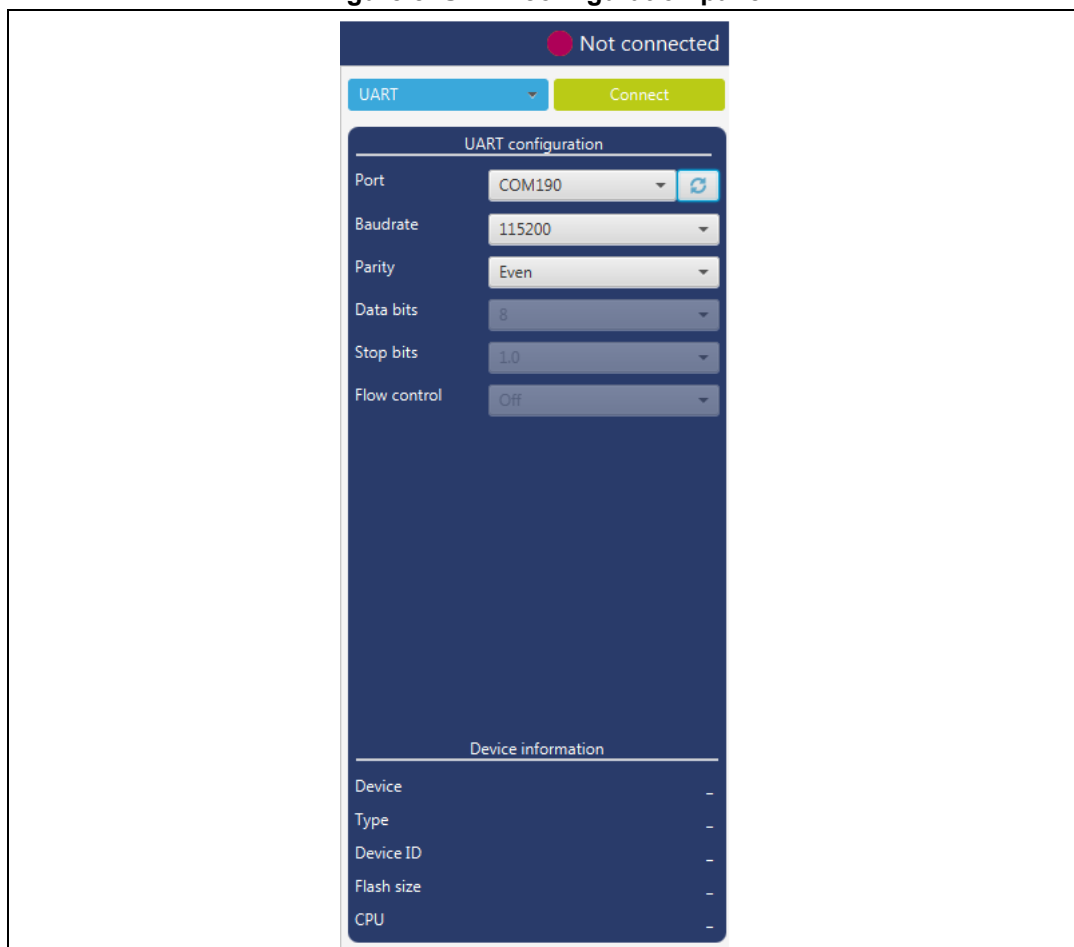 Not connected
UART Connect
UART configuration
Port COM190
Baudrate 115200
Parity Even
Data bits 8
Stop bits 1.0
Flow control Off
Device information
Device –
Type –
Device ID –
Flash size –
CPU –